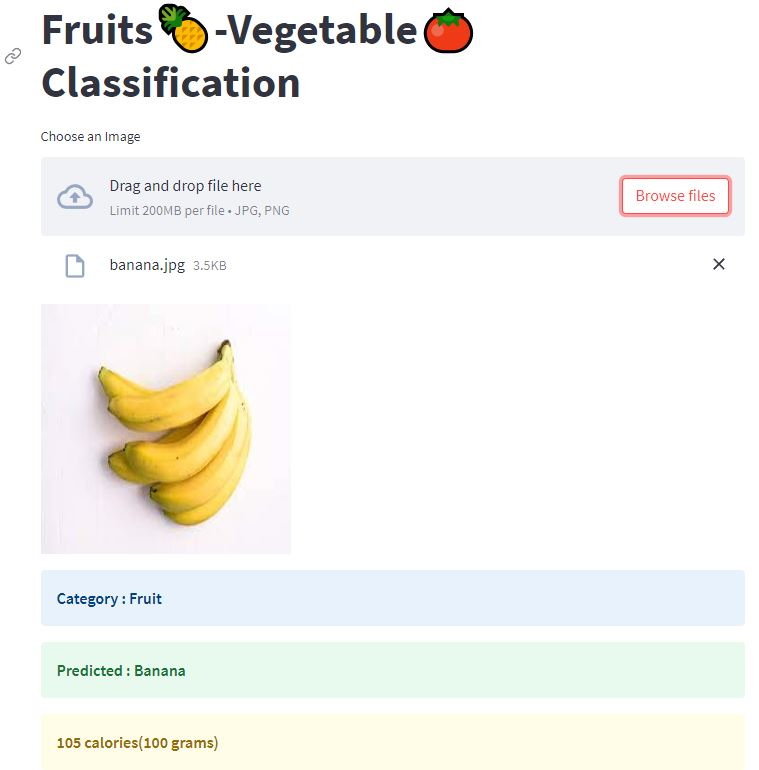 Fruits🍍-Vegetable🍅
Classification
Choose an Image
Drag and drop file here
Limit 200MB per file • JPG, PNG
Browse files
banana.jpg 3.5KB
Category : Fruit
Predicted : Banana
105 calories(100 grams)